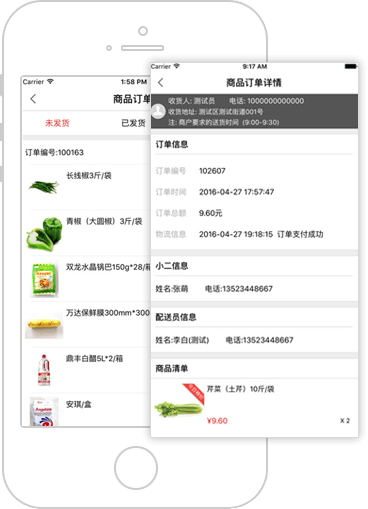 Carrier 1:58 PM
商品订单
未发货 已发货
订单编号:100163
长线椒3斤/袋
青椒（大圆椒）3斤/袋
双龙水晶锅巴150g*28/箱
万达保鲜膜300mm*300
鼎丰白醋5L*2/箱
安琪/盒
Carrier 9:17 AM
商品订单详情
收货人: 测试员 电话: 1000000000000
收货地址: 测试区测试街道001号
注: 商户要求的送货时间 (9:00-9:30)
订单信息
订单编号 102607
订单时间 2016-04-27 17:57:47
订单总额 9.60元
物流信息 2016-04-27 19:18:15 订单支付成功
小二信息
姓名:张萌 电话:13523448667
配送员信息
姓名:李白(测试) 电话:13523448667
商品清单
芹菜（土芹）10斤/袋
¥9.60 X 2